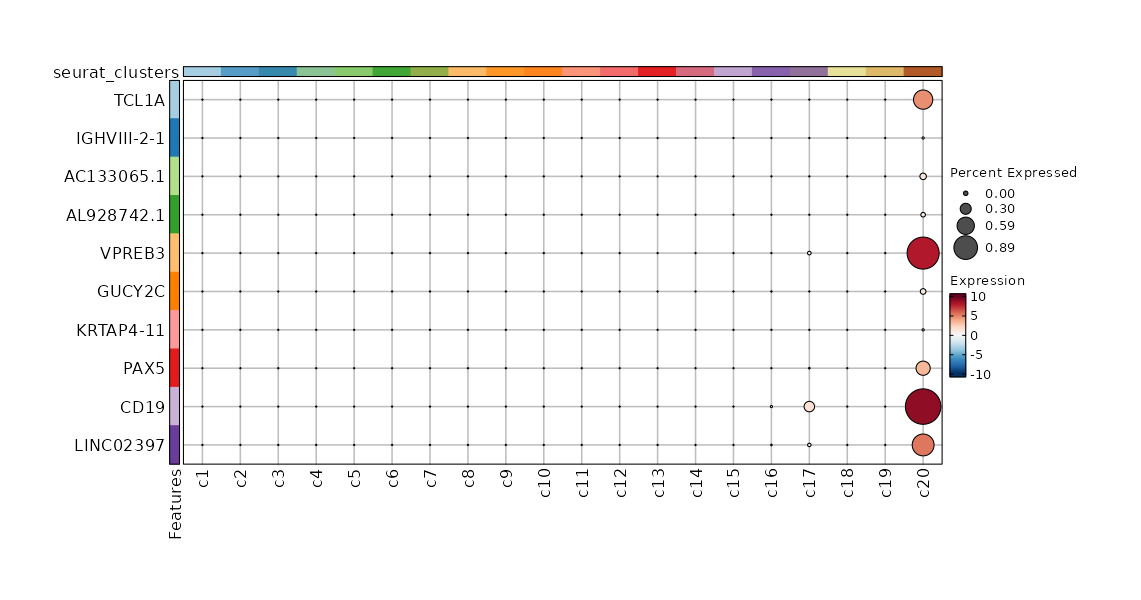 seurat_clusters
TCL1A
IGHVIII-2-1
AC133065.1
AL928742.1
VPREB3
GUCY2C
KRTAP4-11
PAX5
CD19
LINC02397
Features
c1
c2
c3
c4
c5
c6
c7
c8
c9
c10
c11
c12
c13
c14
c15
c16
c17
c18
c19
c20
Percent Expressed
0.00
0.30
0.59
0.89
Expression
10
5
0
-5
-10